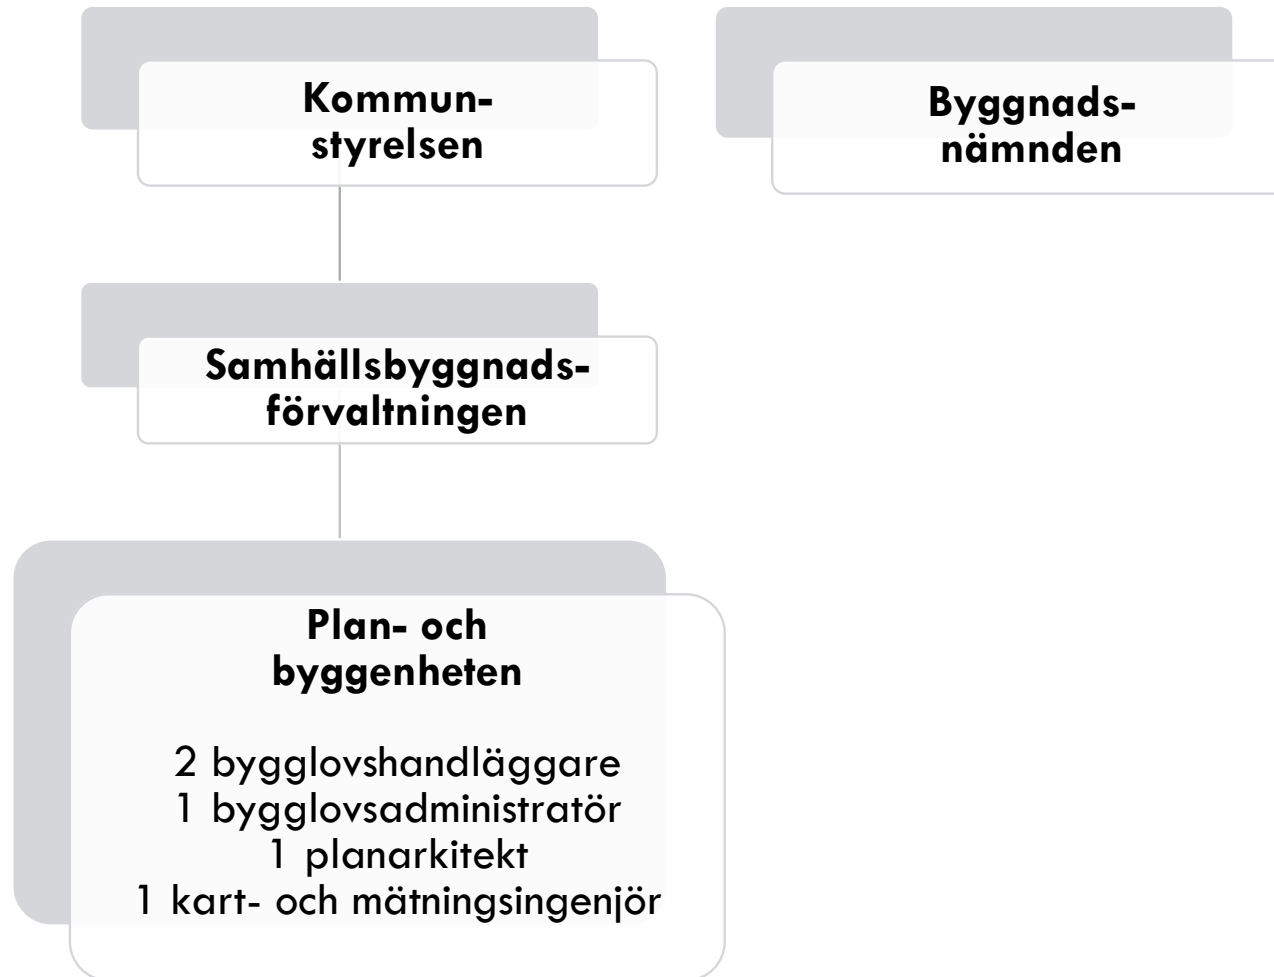 Kommun-
styrelsen
Byggnads-
nämnden
Samhällsbyggnads-
förvaltningen
Plan- och
byggenheten
2 bygglovshandläggare
1 bygglovsadministratör
1 planarkitekt
1 kart- och mätningsingenjör